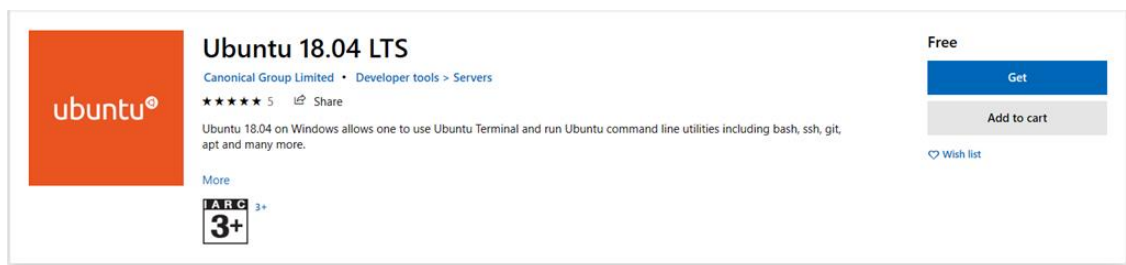 ubuntu
Ubuntu 18.04 LTS
Canonical Group Limited • Developer tools > Servers
★★★★★ 5 Share
Ubuntu 18.04 on Windows allows one to use Ubuntu Terminal and run Ubuntu command line utilities including bash, ssh, git,
apt and many more.
More
IARC
3+
3+
Free
Get
Add to cart
Wish list